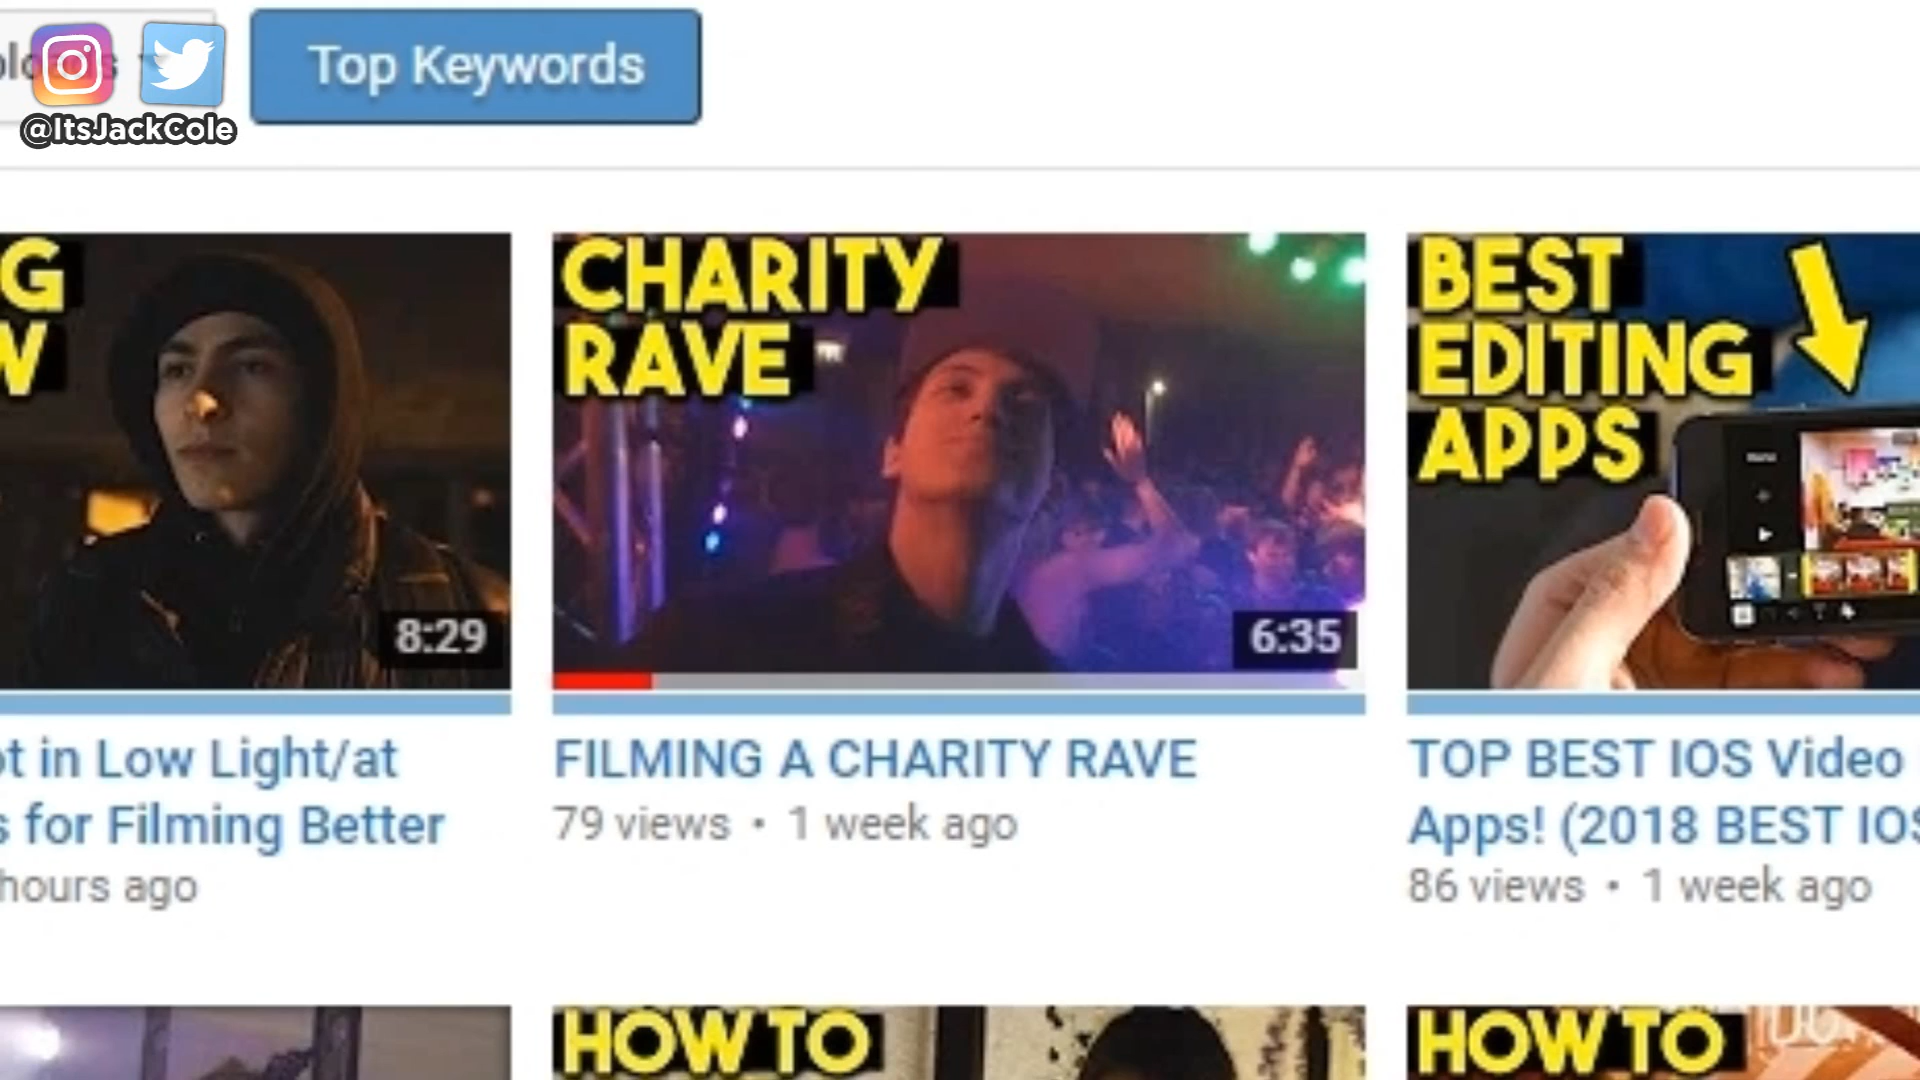 Top Keywords
@ItsJackCole
G
W
8:29
CHARITY
RAVE
6:35
BEST
EDITING
APPS
ot in Low Light/at
s for Filming Better
hours ago
FILMING A CHARITY RAVE
79 views • 1 week ago
TOP BEST IOS Video
Apps! (2018 BEST IOS
86 views • 1 week ago
HOW TO
HOW TO